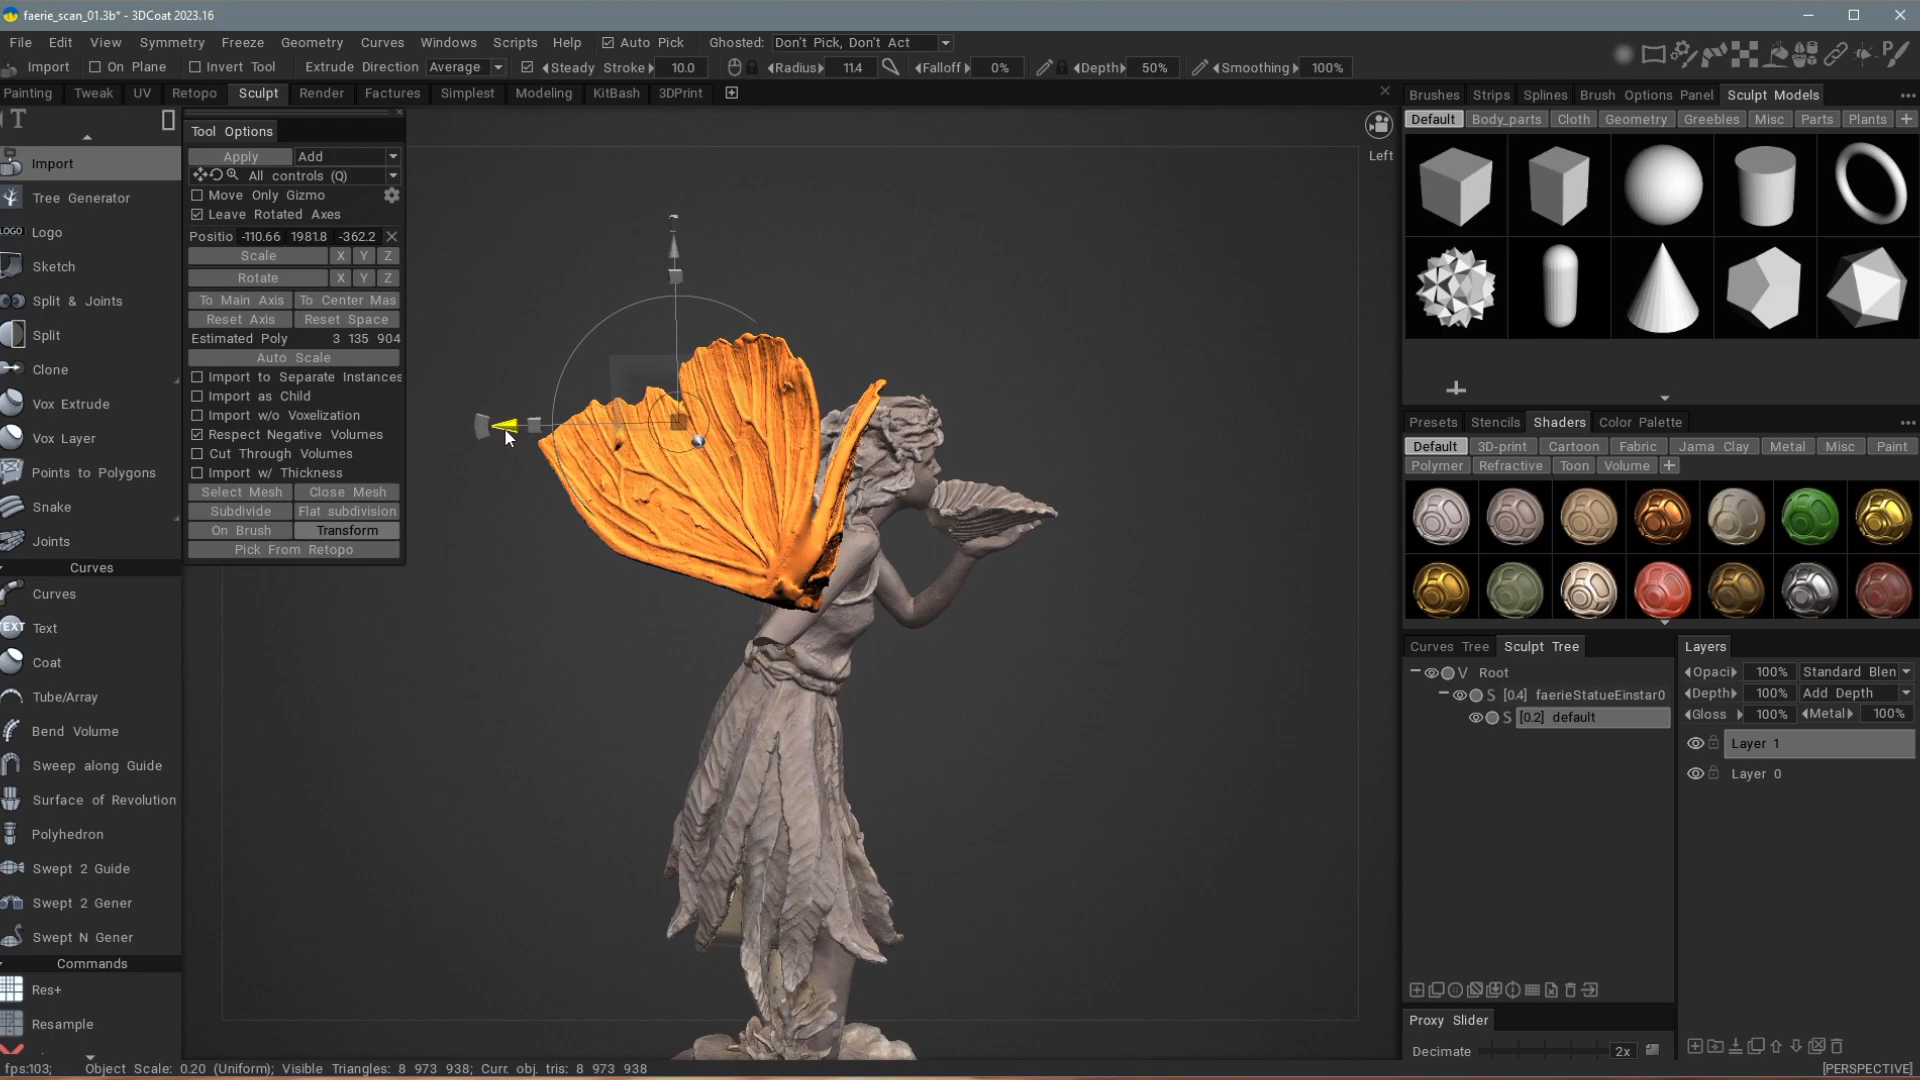 faerie_scan_01.3b* - 3DCoat 2023.16
File Edit View Symmetry Freeze Geometry Curves Windows Scripts Help Auto Pick Ghosted: Don't Pick, Don't Act
Import On Plane Invert Tool Extrude Direction Average Steady Stroke 10.0 Radius 11.4 Falloff 0% Depth 50% Smoothing 100%
Painting Tweak UV Retopo Sculpt Render Factures Simplest Modeling KitBash 3DPrint
T
Import
Tree Generator
LOGO Logo
Sketch
Split & Joints
Split
Clone
Vox Extrude
Vox Layer
Points to Polygons
Snake
Joints
Curves
Curves
TEXT Text
Coat
Tube/Array
Bend Volume
Sweep along Guide
Surface of Revolution
Polyhedron
Swept 2 Guide
Swept 2 Gener
Swept N Gener
Commands
Res+
Resample
Tool Options
Apply Add
All controls (Q)
Move Only Gizmo
Leave Rotated Axes
Positio -110.66 1981.8 -362.2
Scale X Y Z
Rotate X Y Z
To Main Axis To Center Mas
Reset Axis Reset Space
Estimated Poly 3 135 904
Auto Scale
Import to Separate Instances
Import as Child
Import w/o Voxelization
Respect Negative Volumes
Cut Through Volumes
Import w/ Thickness
Select Mesh Close Mesh
Subdivide Flat subdivision
On Brush Transform
Pick From Retopo
Left
Brushes Strips Splines Brush Options Panel Sculpt Models
Default Body_parts Cloth Geometry Greebles Misc Parts Plants
Presets Stencils Shaders Color Palette
Default 3D-print Cartoon Fabric Jama Clay Metal Misc Paint
Polymer Refractive Toon Volume
Curves Tree Sculpt Tree
V Root
S [0.4] faerieStatueEinstar0
S [0.2] default
Proxy Slider
Decimate 2x
Layers
Opaci 100% Standard Blen
Depth 100% Add Depth
Gloss 100% Metal 100%
Layer 1
Layer 0
fps:103; Object Scale: 0.20 (Uniform); Visible Triangles: 8 973 938; Curr. obj. tris: 8 973 938
[PERSPECTIVE]